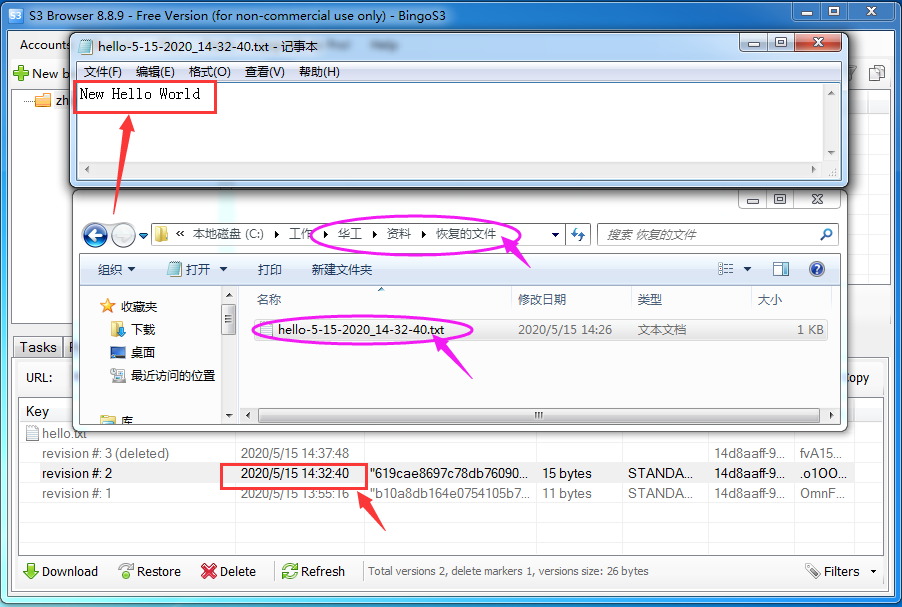 S3 Browser 8.8.9 - Free Version (for non-commercial use only) - BingoS3
Accounts
hello-5-15-2020_14-32-40.txt - 记事本
Help
文件(F) 编辑(E) 格式(O) 查看(V) 帮助(H)
New b
New Hello World
zh
« 本地磁盘 (C:) 工作 华工 资料 恢复的文件 搜索 恢复的文件
组织 打开 打印 新建文件夹
收藏夹 名称 修改日期 类型 大小
下载 hello-5-15-2020_14-32-40.txt 2020/5/15 14:26 文本文档 1 KB
桌面
最近访问的位置
库
Tasks
URL: opy
Key
hello.txt
revision #: 3 (deleted) 2020/5/15 14:37:48 14d8aaff-9... fvA15...
revision #: 2 2020/5/15 14:32:40 "619cae8697c78db76090... 15 bytes STANDA... 14d8aaff-9... .o1OO...
revision #: 1 2020/5/15 13:55:16 "b10a8db164e0754105b7... 11 bytes STANDA... 14d8aaff-9... OmnF...
Download Restore Delete Refresh Total versions 2, delete markers 1, versions size: 26 bytes Filters